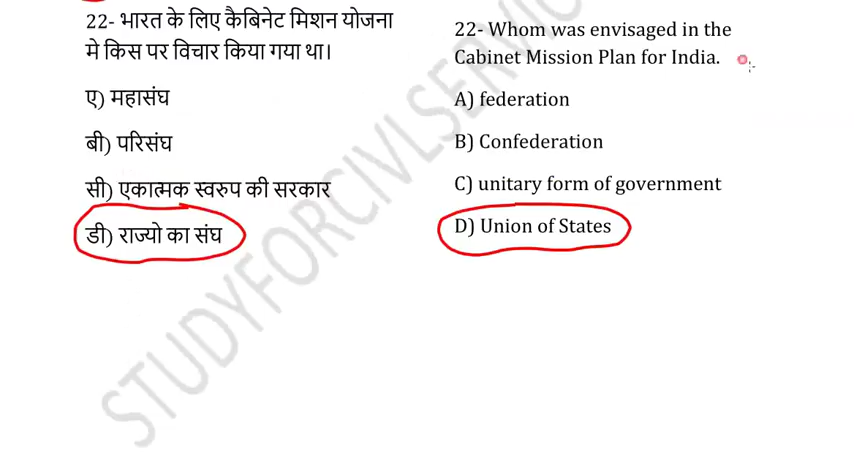 22- भारत के लिए कैबिनेट मिशन योजना
मे किस पर विचार किया गया था।
ए) महासंघ
बी) परिसंघ
सी) एकात्मक स्वरुप की सरकार
डी) राज्यो का संघ
22- Whom was envisaged in the
Cabinet Mission Plan for India.
A) federation
B) Confederation
C) unitary form of government
D) Union of States
STUDYFORCIVLSERVIC